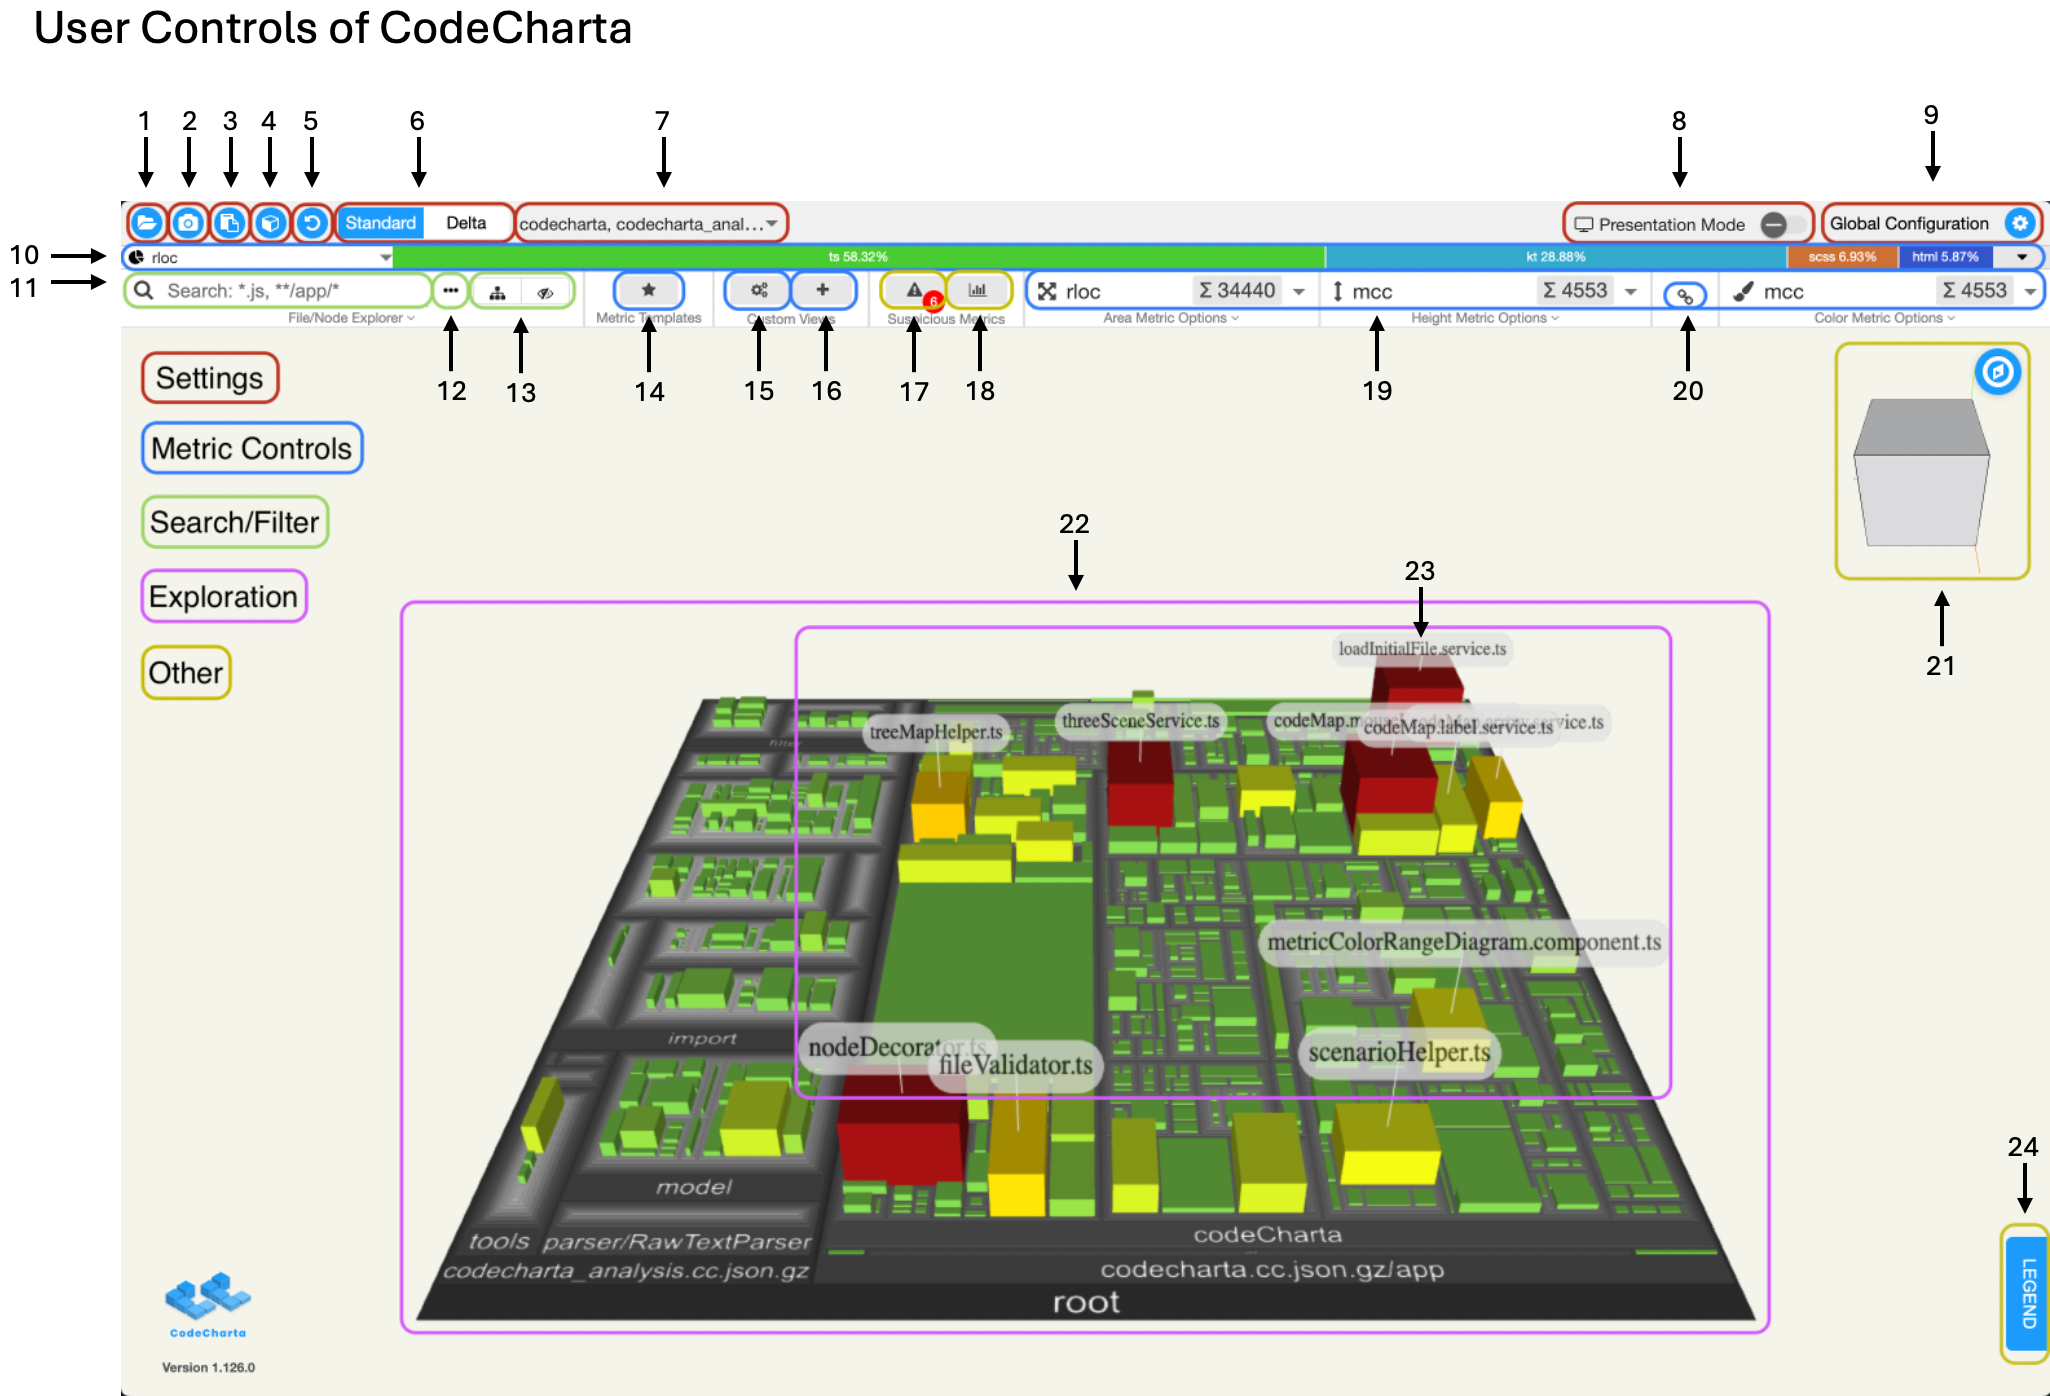 User Controls of CodeCharta
1 2 3 4 5 6 7 8 9
Standard Delta codecharta, codecharta_anal... Presentation Mode Global Configuration
10 rloc ts 58.32% kt 28.88% scss 6.93% html 5.87%
11 Search: *.js, **/app/* 6 rloc Σ 34440 mcc Σ 4553 mcc Σ 4553
File/Node Explorer Metric Templates Custom Views Suspicious Metrics Area Metric Options Height Metric Options Color Metric Options
12 13 14 15 16 17 18 19 20
Settings
Metric Controls
Search/Filter
Exploration
Other
21
22
23
loadInitialFile.service.ts
treeMapHelper.ts
threeSceneService.ts
codeMap.label.service.ts
filter
metricColorRangeDiagram.component.ts
import
nodeDecorator.ts
fileValidator.ts
scenarioHelper.ts
model
tools parser/RawTextParser
codeCharta
codecharta_analysis.cc.json.gz
codecharta.cc.json.gz/app
root
24
LEGEND
CodeCharta
Version 1.126.0